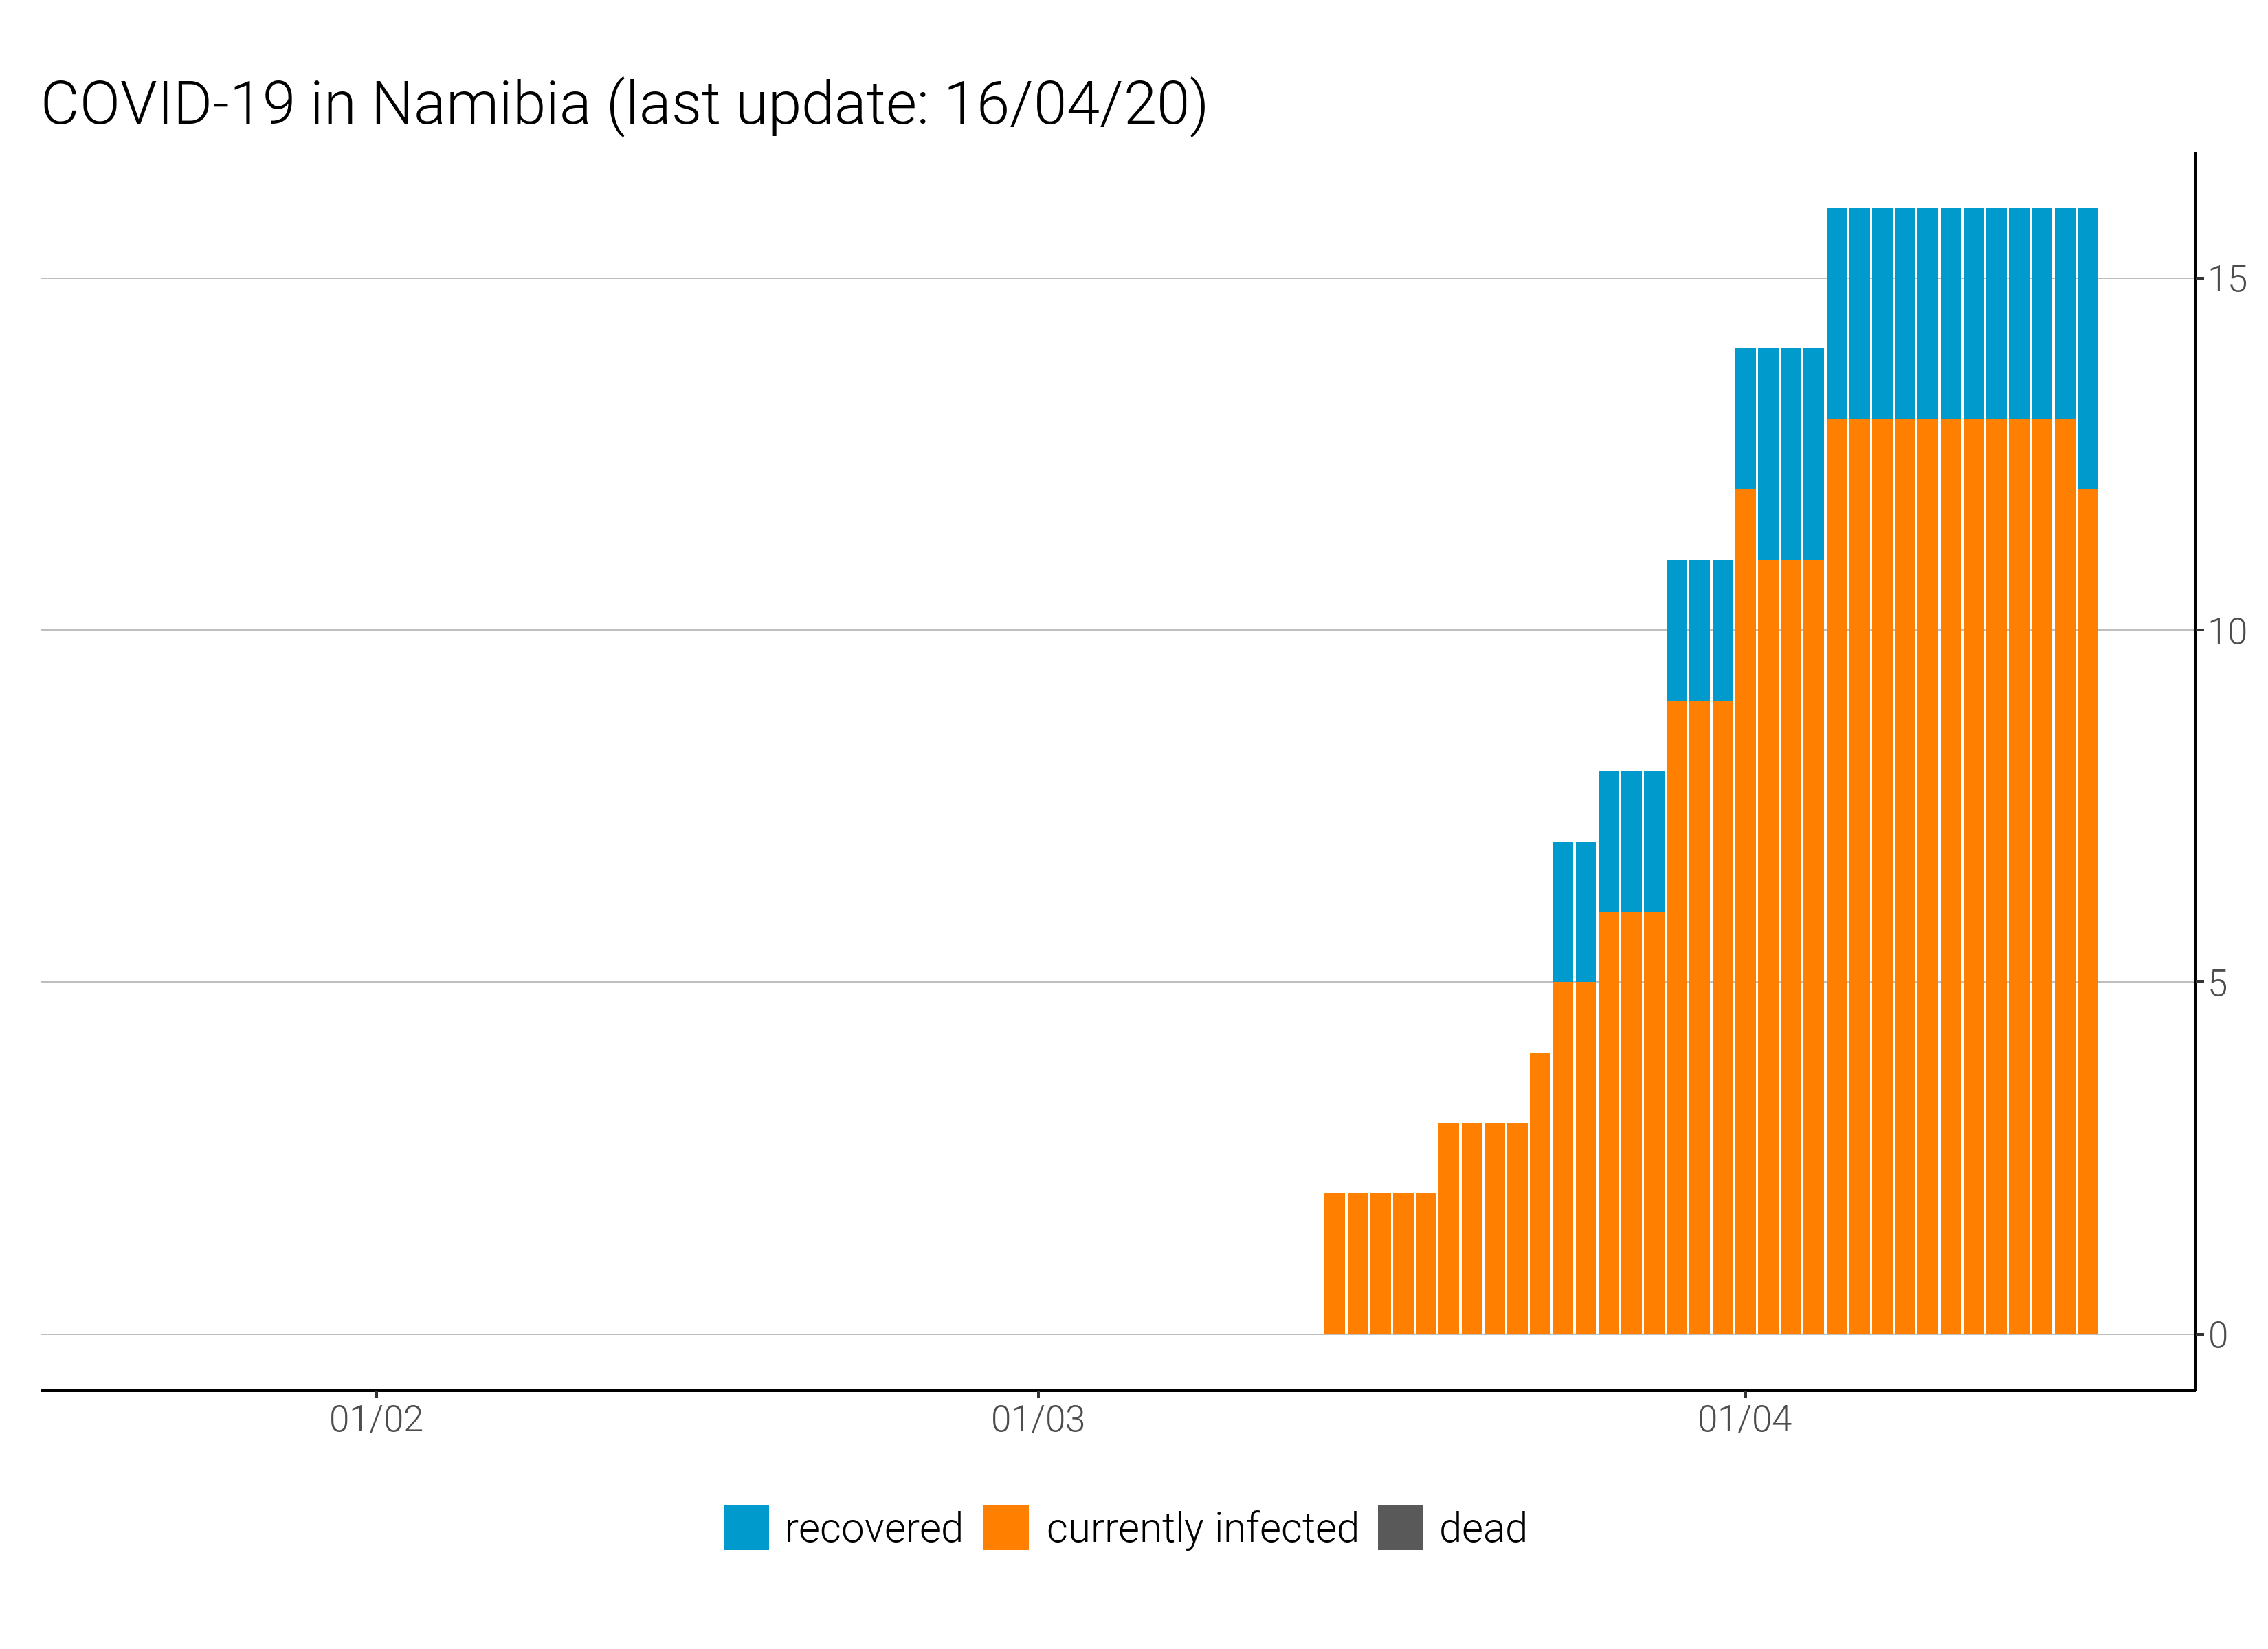 COVID-19 in Namibia (last update: 16/04/20)
15
10
5
0
01/02 01/03 01/04
recovered currently infected dead